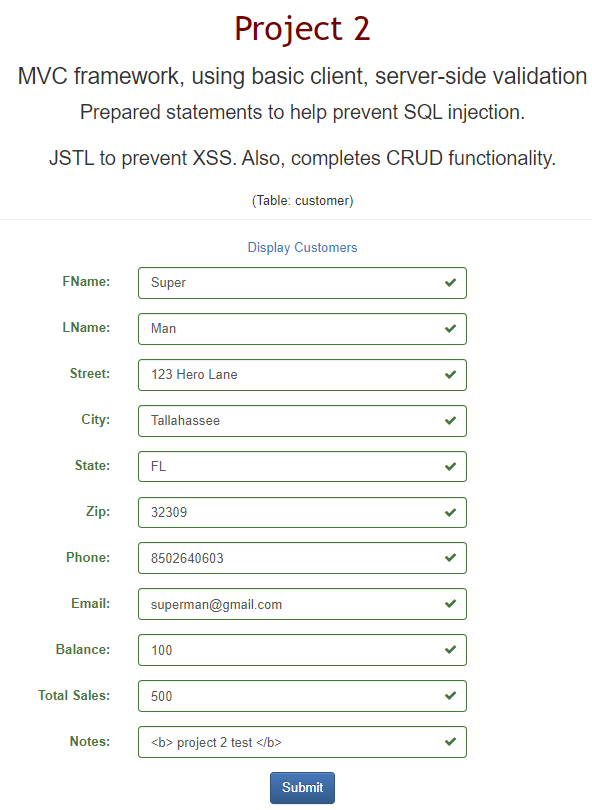 Project 2
MVC framework, using basic client, server-side validation
Prepared statements to help prevent SQL injection.
JSTL to prevent XSS. Also, completes CRUD functionality.
(Table: customer)
Display Customers
FName: Super
LName: Man
Street: 123 Hero Lane
City: Tallahassee
State: FL
Zip: 32309
Phone: 8502640603
Email: superman@gmail.com
Balance: 100
Total Sales: 500
Notes: <b> project 2 test </b>
Submit